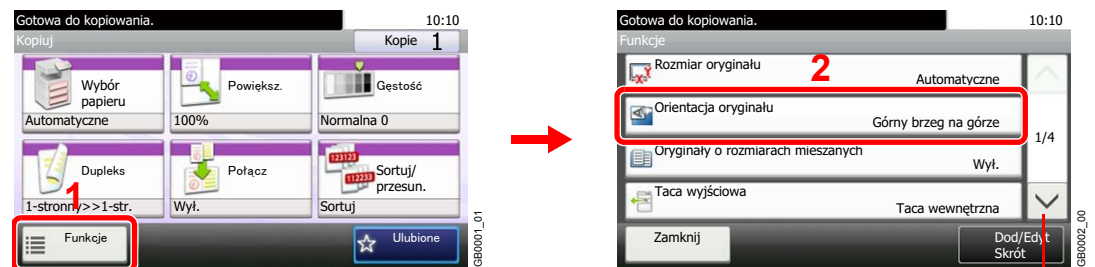 Gotowa do kopiowania. 10:10
Kopiuj Kopie 1
Wybór
papieru
Automatyczne
Powiększ.
100%
Gęstość
Normalna 0
Dupleks
1-stronny>>1-str.
Połącz
Wył.
Sortuj/
przesun.
Sortuj
123123
112233
1
Funkcje
Ulubione
GB0001_01
Gotowa do kopiowania. 10:10
Funkcje
2
Rozmiar oryginału
Automatyczne
Orientacja oryginału
Górny brzeg na górze
1/4
Oryginały o rozmiarach mieszanych
Wył.
Taca wyjściowa
Taca wewnętrzna
Zamknij
Dod/Edyt
Skrót
GB0002_00